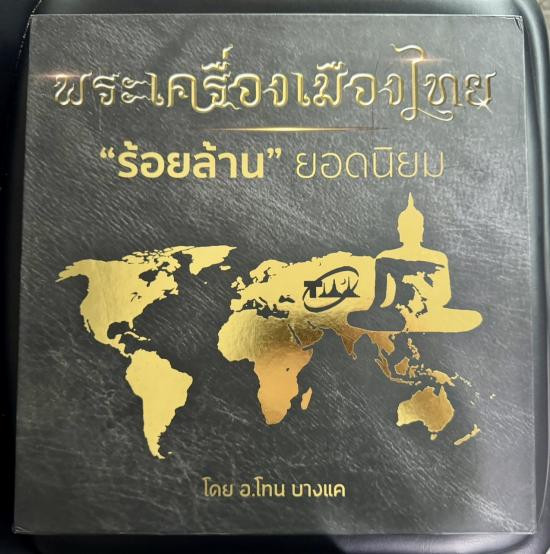 พระเครื่องเมืองไทย
“ร้อยล้าน” ยอดนิยม
โดย อ.โทน บางแค